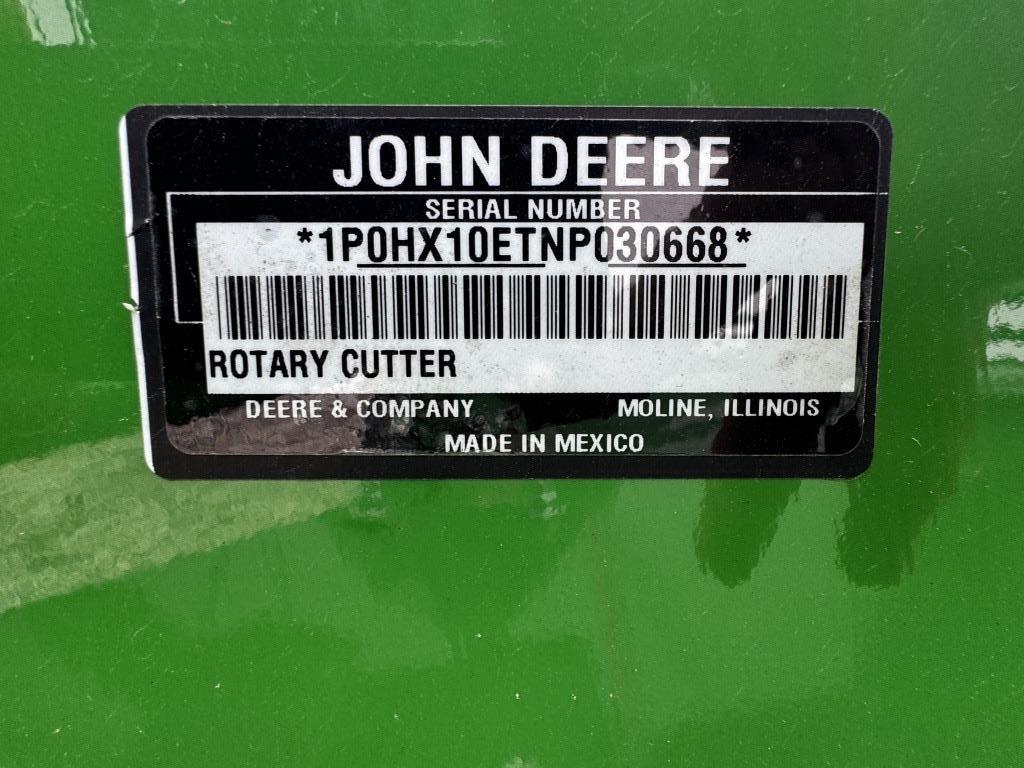 JOHN DEERE
SERIAL NUMBER
*1P0HX10ETNP030668*
ROTARY CUTTER
DEERE & COMPANY MOLINE, ILLINOIS
MADE IN MEXICO